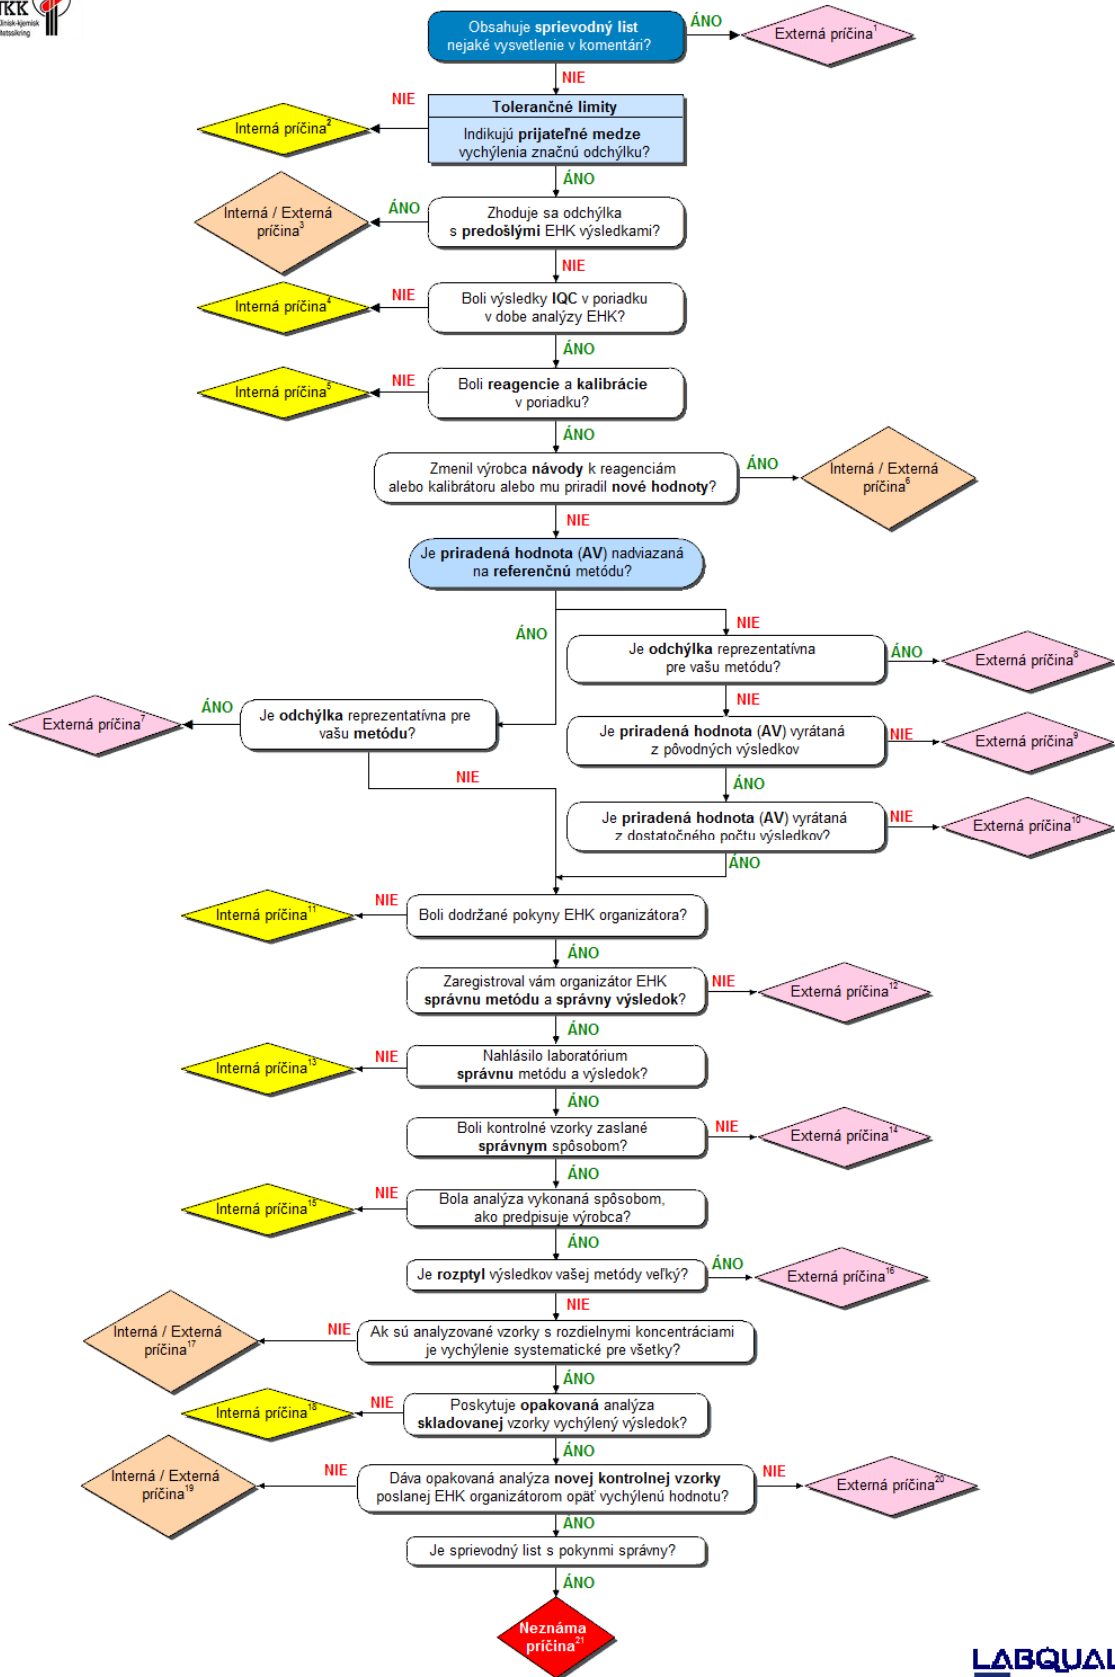 NKK
Klinisk-kjemisk
Obsahuje sprievodný list
nejaké vysvetlenie v komentári?
ÁNO
Externá príčina1
NIE
NIE
Tolerančné limity
Indikujú prijateľné medze
vychýlenia značnú odchýlku?
Interná príčina2
ÁNO
Zhoduje sa odchýlka
s predošlými EHK výsledkami?
ÁNO
Interná / Externá
príčina3
NIE
Boli výsledky IQC v poriadku
v dobe analýzy EHK?
NIE
Interná príčina4
ÁNO
Boli reagencie a kalibrácie
v poriadku?
NIE
Interná príčina5
ÁNO
Zmenil výrobca návody k reagenciám
alebo kalibrátoru alebo mu priradil nové hodnoty?
ÁNO
Interná / Externá
príčina6
NIE
Je priradená hodnota (AV) nadviazaná
na referenčnú metódu?
ÁNO
NIE
Je odchýlka reprezentatívna
pre vašu metódu?
ÁNO
Externá príčina8
Je odchýlka reprezentatívna pre
vašu metódu?
ÁNO
Externá príčina7
NIE
Je priradená hodnota (AV) vyrátaná
z pôvodných výsledkov
NIE
Externá príčina9
NIE
ÁNO
Je priradená hodnota (AV) vyrátaná
z dostatočného počtu výsledkov?
NIE
Externá príčina10
ÁNO
Boli dodržané pokyny EHK organizátora?
NIE
Interná príčina11
ÁNO
Zaregistroval vám organizátor EHK
správnu metódu a správny výsledok?
NIE
Externá príčina12
ÁNO
Nahlásilo laboratórium
správnu metódu a výsledok?
NIE
Interná príčina13
ÁNO
Boli kontrolné vzorky zaslané
správnym spôsobom?
NIE
Externá príčina14
ÁNO
Bola analýza vykonaná spôsobom,
ako predpisuje výrobca?
NIE
Interná príčina15
ÁNO
Je rozptyl výsledkov vašej metódy veľký?
ÁNO
Externá príčina16
NIE
Ak sú analyzované vzorky s rozdielnymi koncentráciami
je vychýlenie systematické pre všetky?
NIE
Interná / Externá
príčina17
ÁNO
Poskytuje opakovaná analýza
skladovanej vzorky vychýlený výsledok?
NIE
Interná príčina18
ÁNO
Dáva opakovaná analýza novej kontrolnej vzorky
poslanej EHK organizátorom opäť vychýlenú hodnotu?
NIE
Interná / Externá
príčina19
NIE
Externá príčina20
ÁNO
Je sprievodný list s pokynmi správny?
ÁNO
Neznáma
príčina21
LABQUAL